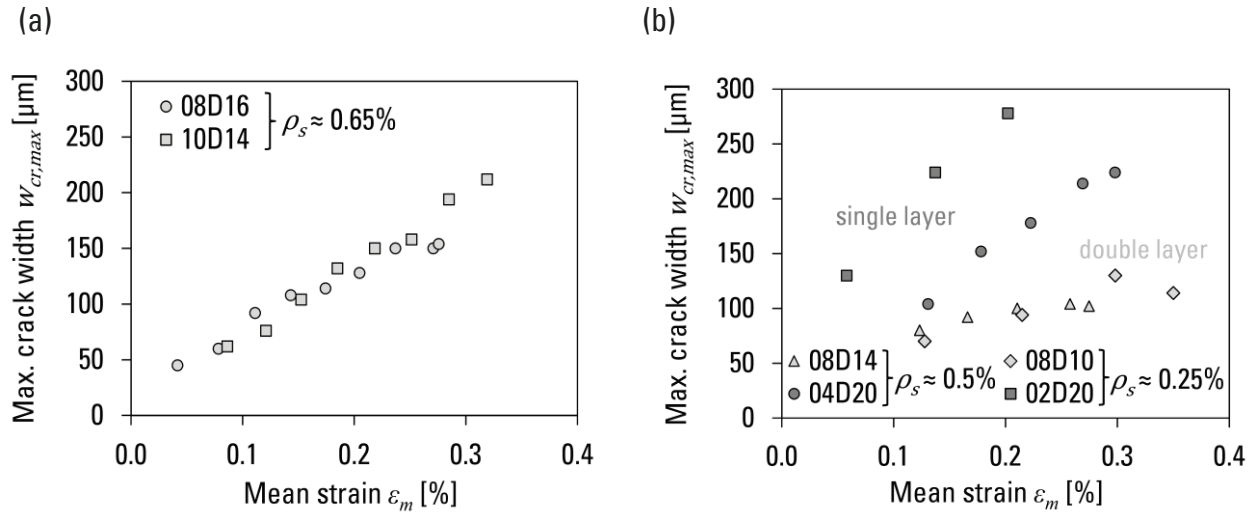 (a)
Max. crack width w_cr,max [µm]
300
250
200
150
100
50
0
08D16
10D14
ρ_s ≈ 0.65%
0.0 0.1 0.2 0.3 0.4
Mean strain ε_m [%]
(b)
Max. crack width w_cr,max [µm]
300
250
200
150
100
50
0
single layer
double layer
08D14
04D20
ρ_s ≈ 0.5%
08D10
02D20
ρ_s ≈ 0.25%
0.0 0.1 0.2 0.3 0.4
Mean strain ε_m [%]